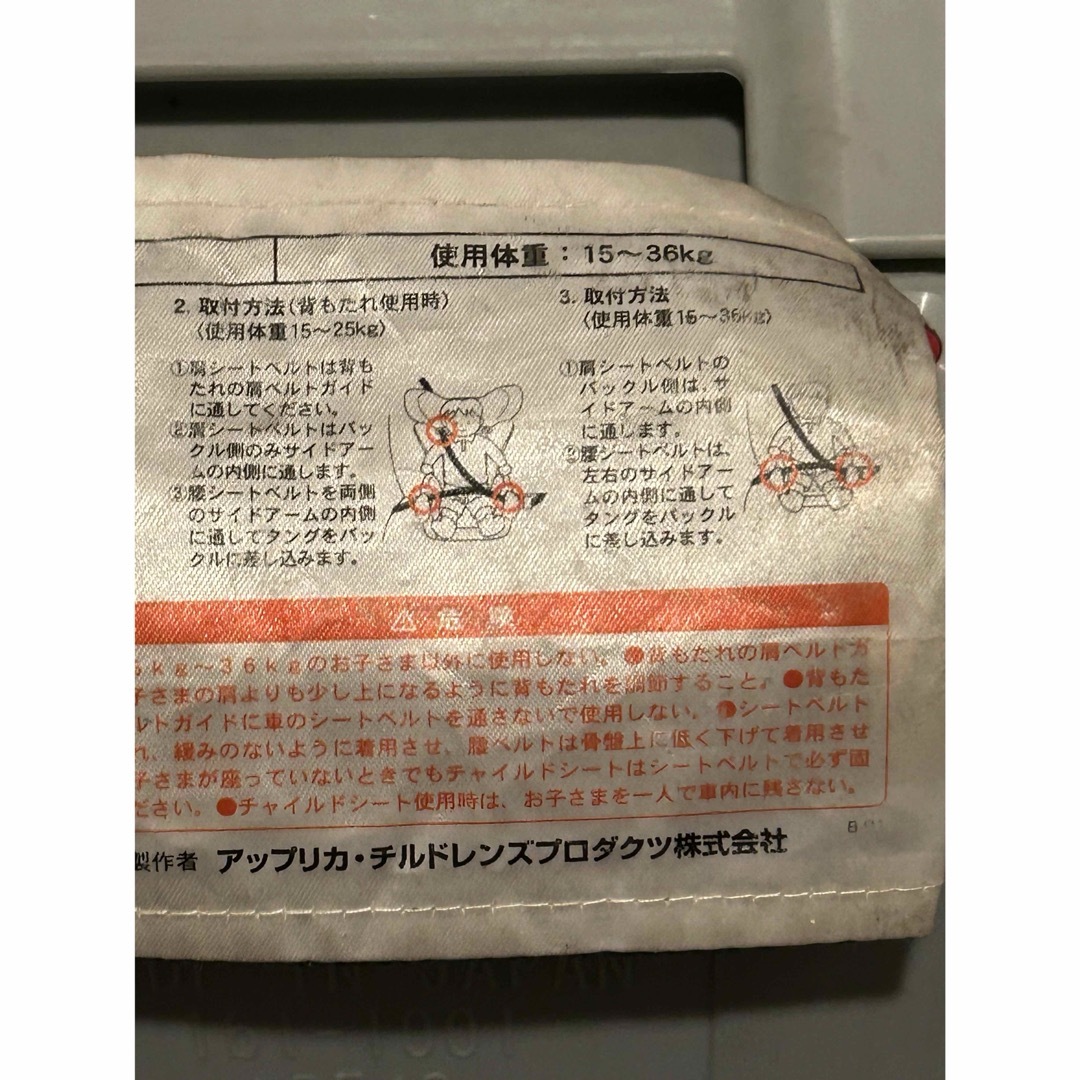 使用体重：15〜36kg
2. 取付方法（背もたれ使用時）
〈使用体重15〜25kg〉
①肩シートベルトは背も
たれの肩ベルトガイド
に通してください。
②肩シートベルトはバッ
クル側のみサイドアー
ムの内側に通します。
③腰シートベルトを両側
のサイドアームの内側
に通してタングをバッ
クルに差し込みます。
3. 取付方法
〈使用体重15〜36kg〉
①肩シートベルトの
バックル側は、サ
イドアームの内側
に通します。
②腰シートベルトは、
左右のサイドアー
ムの内側に通して
タングをバックル
に差し込みます。
⚠ 危険
kg〜36kgのお子さま以外に使用しない。●背もたれの肩ベルトガ
子さまの肩よりも少し上になるように背もたれを調節すること。●背もた
ルトガイドに車のシートベルトを通さないで使用しない。●シートベルト
れ、緩みのないように着用させ、腰ベルトは骨盤上に低く下げて着用させ
子さまが座っていないときでもチャイルドシートはシートベルトで必ず固
ださい。●チャイルドシート使用時は、お子さまを一人で車内に残さない。
製作者 アップリカ・チルドレンズプロダクツ株式会社
IN JAPAN